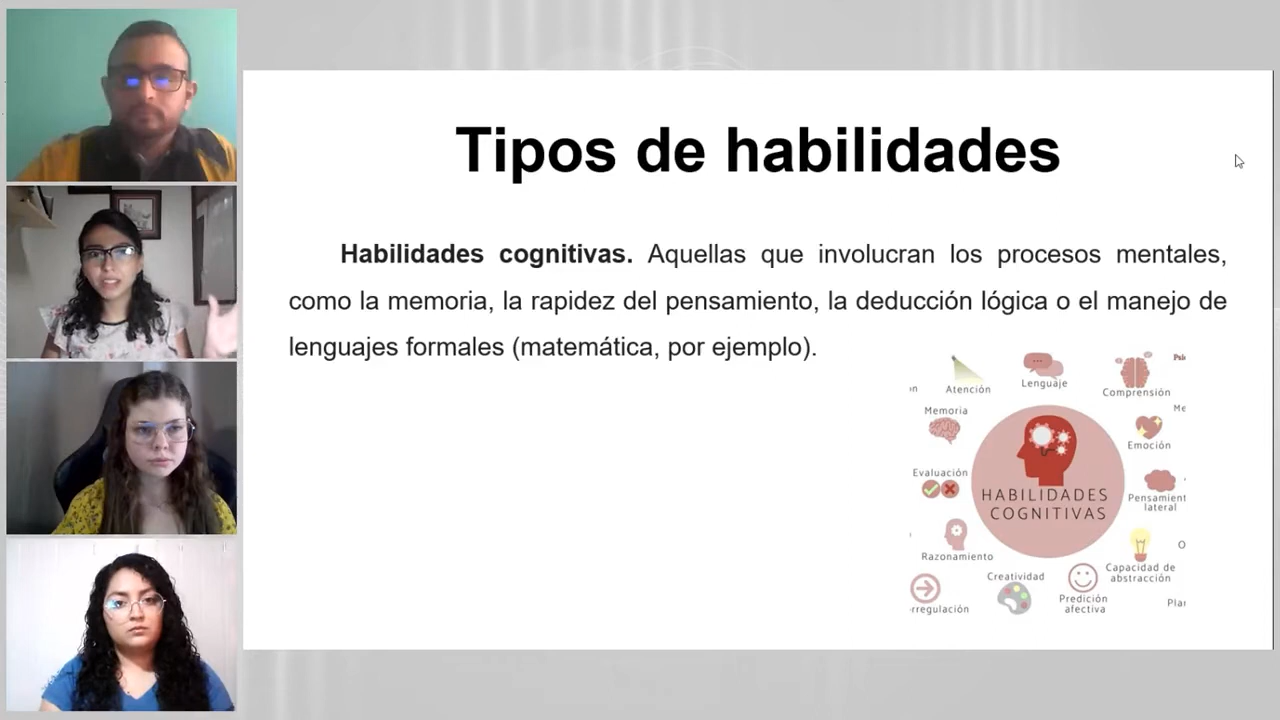 Tipos de habilidades
Habilidades cognitivas. Aquellas que involucran los procesos mentales,
como la memoria, la rapidez del pensamiento, la deducción lógica o el manejo de
lenguajes formales (matemática, por ejemplo).
Atención
Lenguaje
Comprensión
Memoria
Emoción
Evaluación
HABILIDADES
COGNITIVAS
Pensamient
lateral
Razonamiento
Capacidad de
abstracción
Creatividad
Predición
afectiva
rregulación
Plar